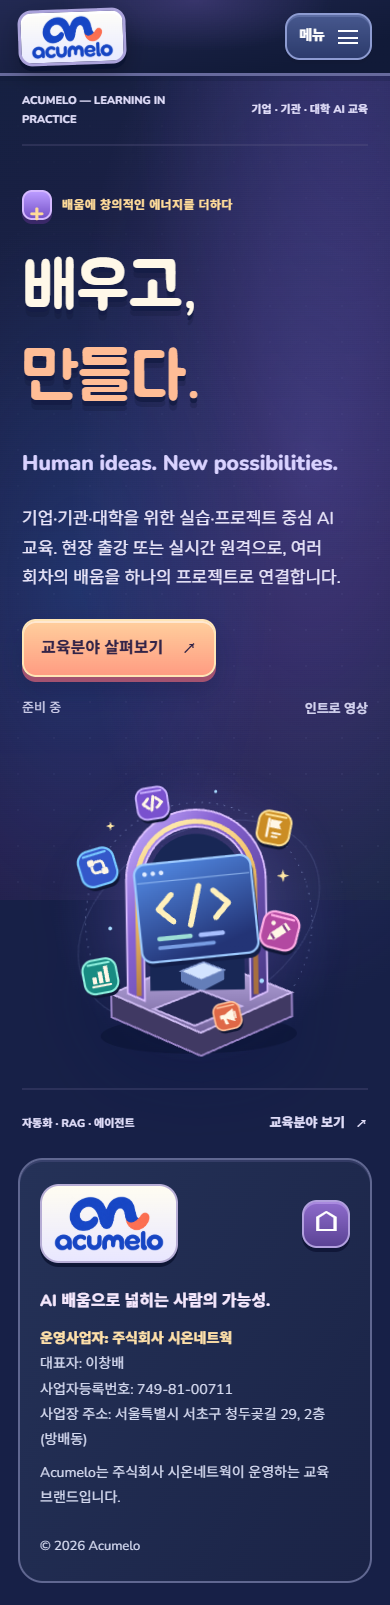 acumelo
메뉴
ACUMELO — LEARNING IN
PRACTICE
기업 · 기관 · 대학 AI 교육
배움에 창의적인 에너지를 더하다
배우고,
만들다.
Human ideas. New possibilities.
기업·기관·대학을 위한 실습·프로젝트 중심 AI
교육. 현장 출강 또는 실시간 원격으로, 여러
회차의 배움을 하나의 프로젝트로 연결합니다.
교육분야 살펴보기 ↗
준비 중
인트로 영상
자동화 · RAG · 에이전트
교육분야 보기 ↗
acumelo
AI 배움으로 넓히는 사람의 가능성.
운영사업자: 주식회사 시온네트웍
대표자: 이창배
사업자등록번호: 749-81-00711
사업장 주소: 서울특별시 서초구 청두곶길 29, 2층
(방배동)
Acumelo는 주식회사 시온네트웍이 운영하는 교육
브랜드입니다.
© 2026 Acumelo